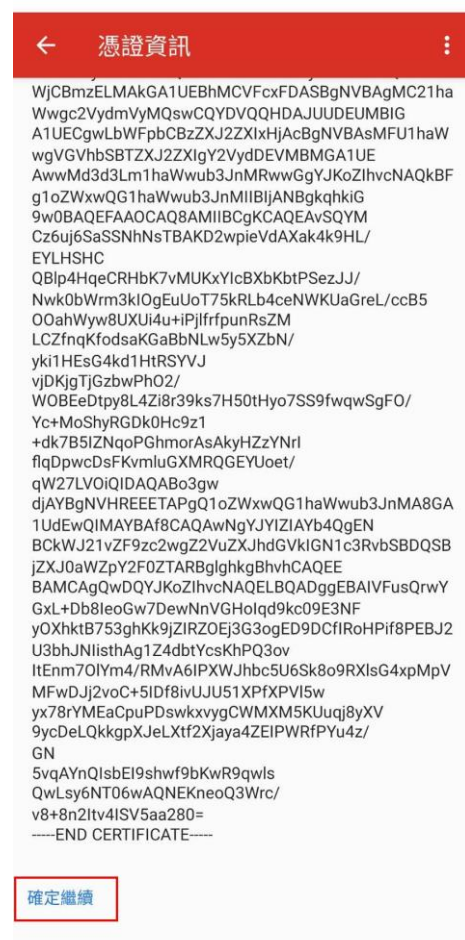 憑證資訊
WjCBmzELMAkGA1UEBhMCVFcxFDASBgNVBAgMC21ha
Wwgc2VydmVyMQswCQYDVQQHDAJUUDEUMBIG
A1UECgwLbWFpbCBzZXJ2ZXIxHjAcBgNVBAsMFU1haW
wgVGVhbSBTZXJ2ZXIgY2VydDEVMBMGA1UE
AwwMd3d3Lm1haWwub3JnMRwwGgYJKoZIhvcNAQkBF
g1oZWxwQG1haWwub3JnMIIBIjANBgkqhkiG
9w0BAQEFAAOCAQ8AMIIBCgKCAQEAvSQYM
Cz6uj6SaSSNhNsTBAKD2wpieVdAXak4k9HL/
EYLHSHC
QBlp4HqeCRHbK7vMUKxYIcBXbKbtPSezJJ/
Nwk0bWrm3kIOgEuUoT75kRLb4ceNWKUaGreL/ccB5
OOahWyw8UXUi4u+iPjlfrfpunRsZM
LCZfnqKfodsaKGaBbNLw5y5XZbN/
yki1HEsG4kd1HtRSYVJ
vjDKjgTjGzbwPhO2/
WOBEeDtpy8L4Zi8r39ks7H50tHyo7SS9fwqwSgFO/
Yc+MoShyRGDk0Hc9z1
+dk7B5IZNqoPGhmorAsAkyHZzYNrI
flqDpwcDsFKvmluGXMRQGEYUoet/
qW27LVOiQIDAQABo3gw
djAYBgNVHREEETAPgQ1oZWxwQG1haWwub3JnMA8GA
1UdEwQIMAYBAf8CAQAwNgYJYIZIAYb4QgEN
BCkWJ21vZF9zc2wgZ2VuZXJhdGVkIGN1c3RvbSBDQSB
jZXJ0aWZpY2F0ZTARBglghkgBhvhCAQEE
BAMCAgQwDQYJKoZIhvcNAQELBQADggEBAIVFusQrwY
GxL+Db8IeoGw7DewNnVGHoIqd9kc09E3NF
yOXhktB753ghKk9jZIRZOEj3G3ogED9DCfIRoHPif8PEBJ2
U3bhJNIisthAg1Z4dbtYcsKhPQ3ov
ItEnm7OlYm4/RMvA6IPXWJhbc5U6Sk8o9RXlsG4xpMpV
MFwDJj2voC+5IDf8ivUJU51XPfXPVI5w
yx78rYMEaCpuPDswkxvygCWMXM5KUuqj8yXV
9ycDeLQkkgpXJeLXtf2Xjaya4ZEIPWRfPYu4z/
GN
5vqAYnQIsbEI9shwf9bKwR9qwls
QwLsy6NT06wAQNEKneoQ3Wrc/
v8+8n2Itv4ISV5aa280=
-----END CERTIFICATE-----
確定繼續